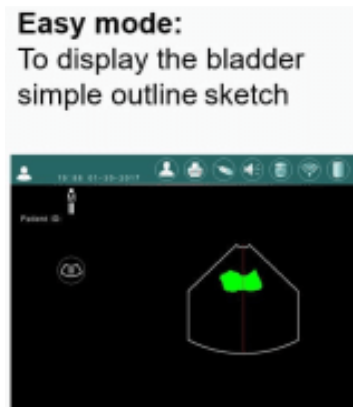 Easy mode:
To display the bladder
simple outline sketch
Patient ID: